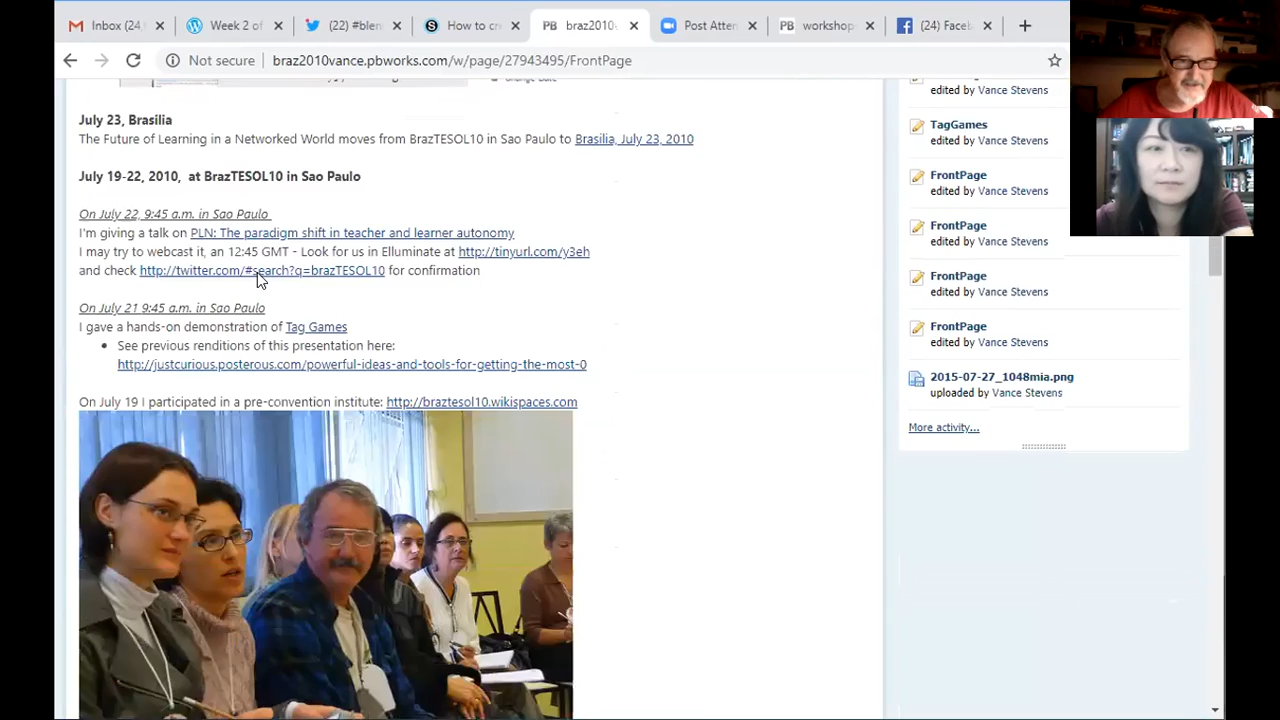 Inbox (24,
Week 2 of
(22) #blen
How to cre
braz2010v
Post Atten
workshop
(24) Faceb
Not secure
braz2010vance.pbworks.com/w/page/27943495/FrontPage
July 23, Brasilia
The Future of Learning in a Networked World moves from BrazTESOL10 in Sao Paulo to Brasilia, July 23, 2010
July 19-22, 2010, at BrazTESOL10 in Sao Paulo
On July 22, 9:45 a.m. in Sao Paulo
I'm giving a talk on PLN: The paradigm shift in teacher and learner autonomy
I may try to webcast it, an 12:45 GMT - Look for us in Elluminate at http://tinyurl.com/y3eh
and check http://twitter.com/#search?q=brazTESOL10 for confirmation
On July 21 9:45 a.m. in Sao Paulo
I gave a hands-on demonstration of Tag Games
• See previous renditions of this presentation here:
http://justcurious.posterous.com/powerful-ideas-and-tools-for-getting-the-most-0
On July 19 I participated in a pre-convention institute: http://braztesol10.wikispaces.com
edited by Vance Stevens
TagGames
edited by Vance Stevens
FrontPage
edited by Vance Stevens
FrontPage
edited by Vance Stevens
FrontPage
edited by Vance Stevens
FrontPage
edited by Vance Stevens
2015-07-27_1048mia.png
uploaded by Vance Stevens
More activity...